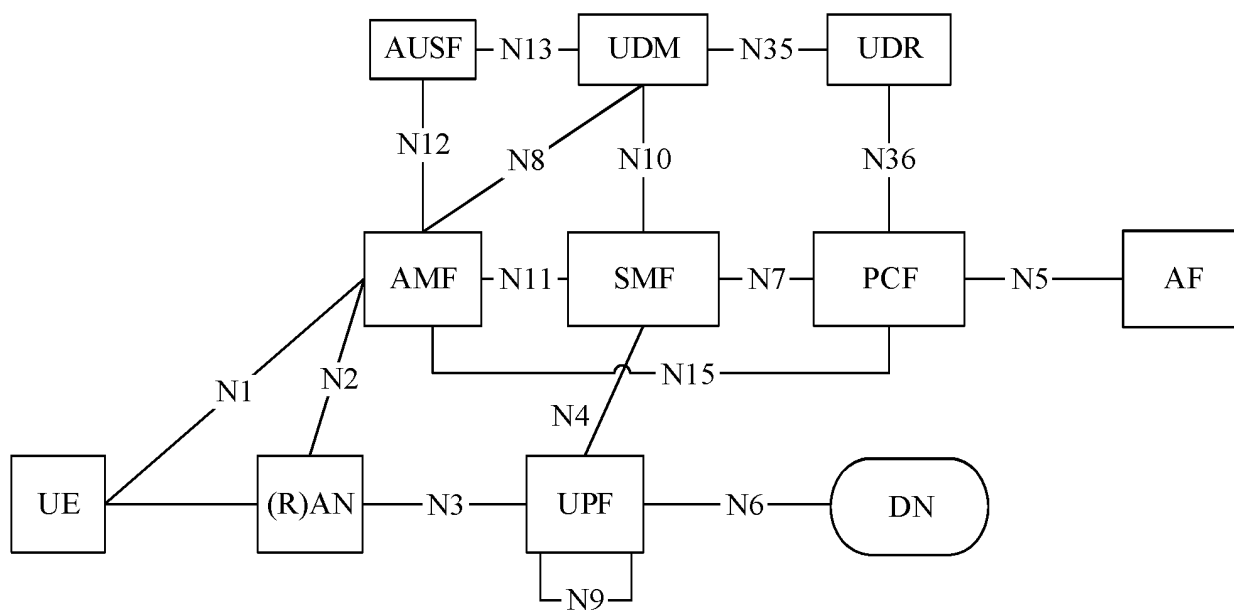 AUSF N13 UDM N35 UDR
N12 N8 N10 N36
AMF N11 SMF N7 PCF N5 AF
N1 N2 N15
N4
UE (R)AN N3 UPF N6 DN
N9